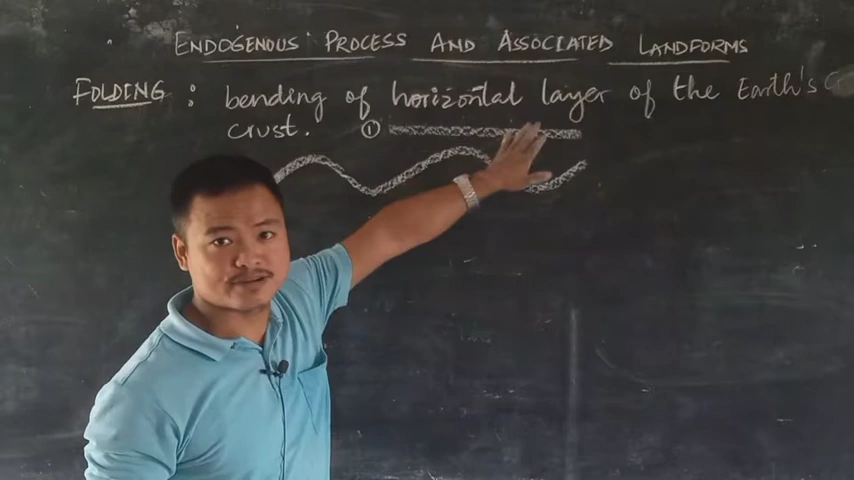 ENDOGENOUS PROCESS AND ASSOCIATED LANDFORMS
FOLDING : bending of horizontal layer of the Earth's
crust. ①